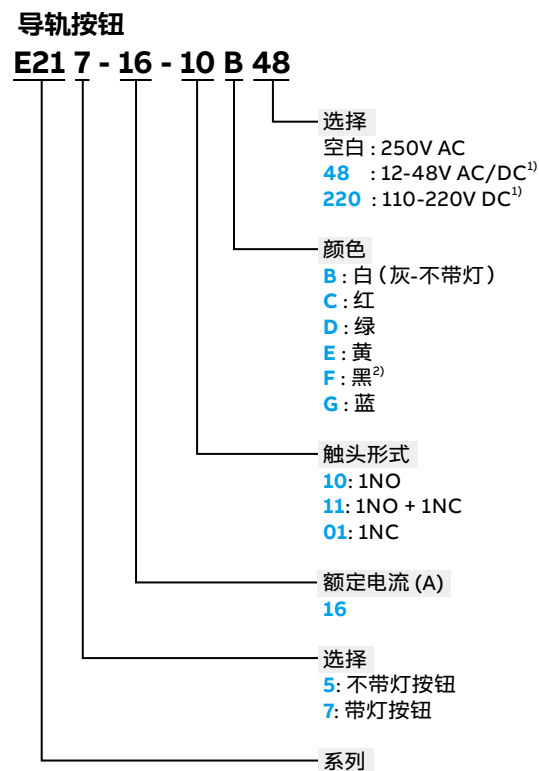 导轨按钮
E21 7 - 16 - 10 B 48
选择
空白 : 250V AC
48 : 12-48V AC/DC¹⁾
220 : 110-220V DC¹⁾
颜色
B : 白 ( 灰-不带灯 )
C : 红
D : 绿
E : 黄
F : 黑²⁾
G : 蓝
触头形式
10: 1NO
11: 1NO + 1NC
01: 1NC
额定电流 (A)
16
选择
5: 不带灯按钮
7: 带灯按钮
系列